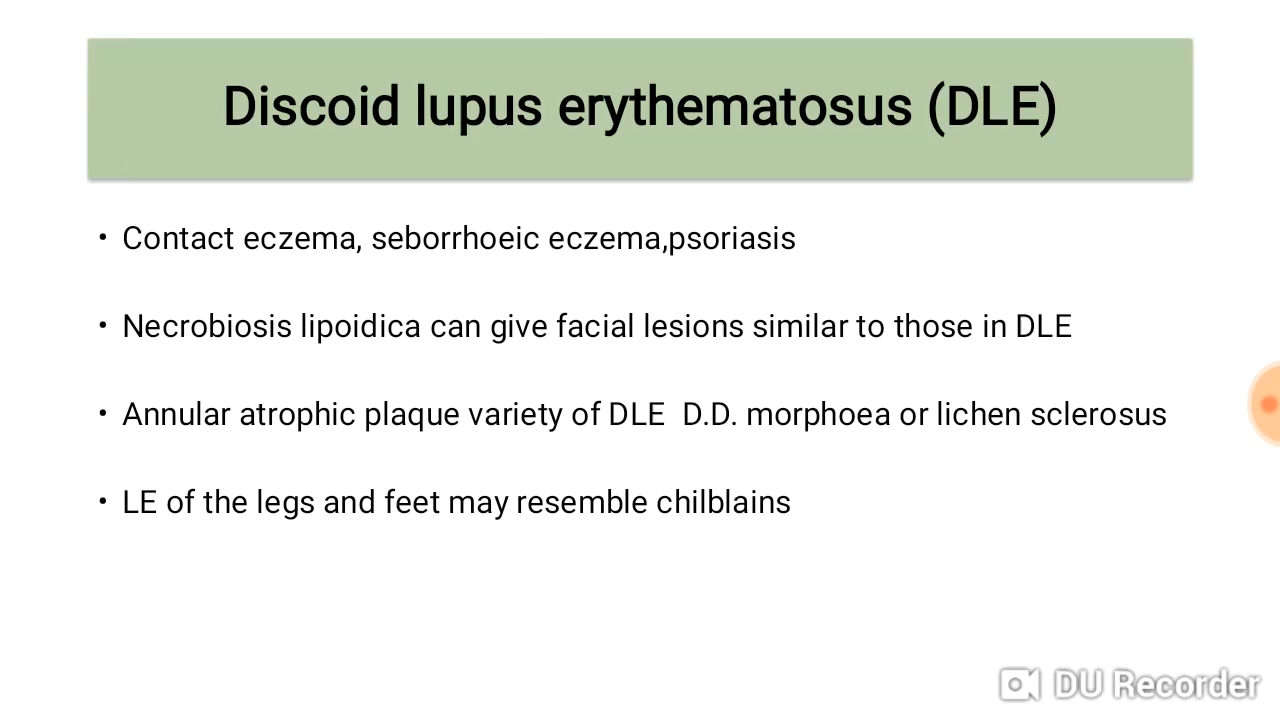 Discoid lupus erythematosus (DLE)
• Contact eczema, seborrhoeic eczema,psoriasis
• Necrobiosis lipoidica can give facial lesions similar to those in DLE
• Annular atrophic plaque variety of DLE  D.D. morphoea or lichen sclerosus
• LE of the legs and feet may resemble chilblains
DU Recorder